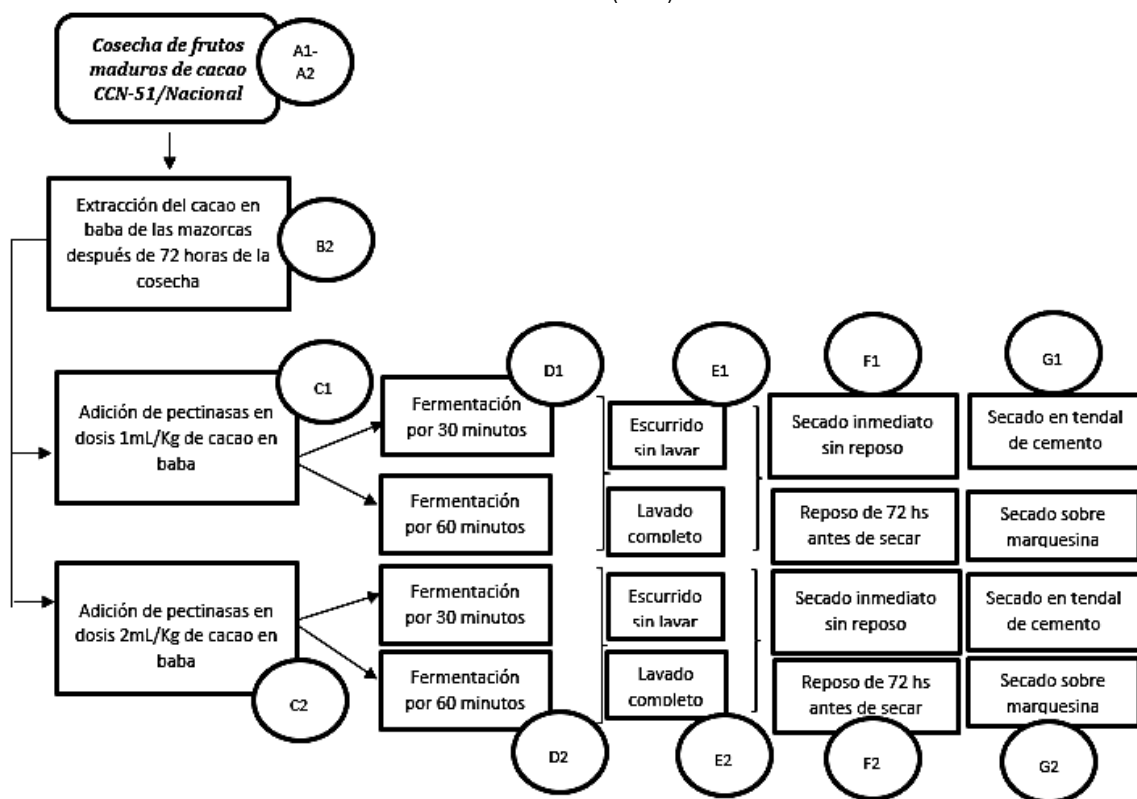 Cosecha de frutos
maduros de cacao
CCN-51/Nacional
A1-
A2
Extracción del cacao en
baba de las mazorcas
después de 72 horas de la
cosecha
B2
Adición de pectinasas en
dosis 1mL/Kg de cacao en
baba
C1
Fermentación
por 30 minutos
D1
Fermentación
por 60 minutos
Escurrido
sin lavar
E1
Lavado
completo
Secado inmediato
sin reposo
F1
Reposo de 72 hs
antes de secar
Secado en tendal
de cemento
G1
Secado sobre
marquesina
Adición de pectinasas en
dosis 2mL/Kg de cacao en
baba
C2
Fermentación
por 30 minutos
Fermentación
por 60 minutos
D2
Escurrido
sin lavar
Lavado
completo
E2
Secado inmediato
sin reposo
Reposo de 72 hs
antes de secar
F2
Secado en tendal
de cemento
Secado sobre
marquesina
G2